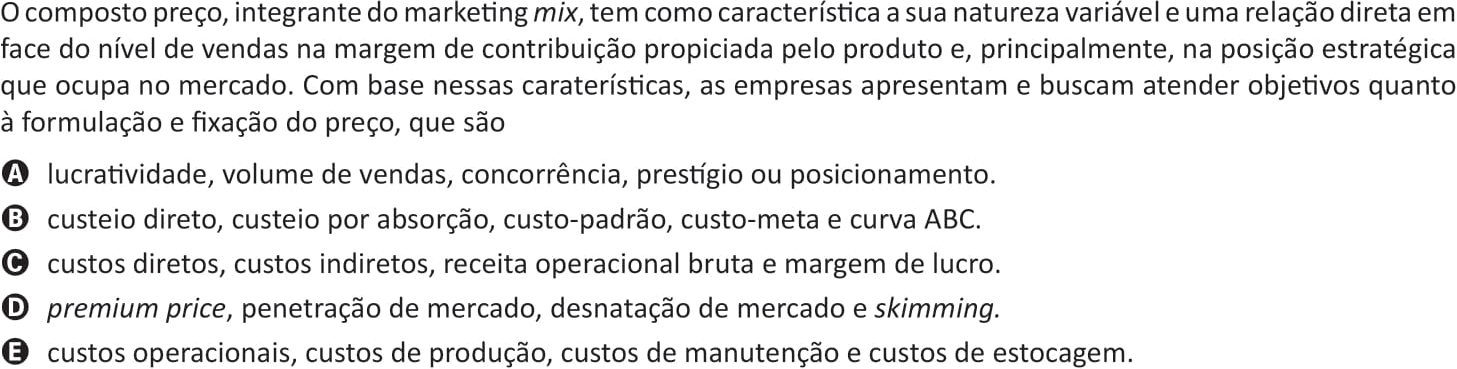 O composto preço, integrante do marketing mix, tem como característica a sua natureza variável e uma relação direta em
face do nível de vendas na margem de contribuição propiciada pelo produto e, principalmente, na posição estratégica
que ocupa no mercado. Com base nessas caraterísticas, as empresas apresentam e buscam atender objetivos quanto
à formulação e fixação do preço, que são
A lucratividade, volume de vendas, concorrência, prestígio ou posicionamento.
B custeio direto, custeio por absorção, custo-padrão, custo-meta e curva ABC.
C custos diretos, custos indiretos, receita operacional bruta e margem de lucro.
D premium price, penetração de mercado, desnatação de mercado e skimming.
E custos operacionais, custos de produção, custos de manutenção e custos de estocagem.